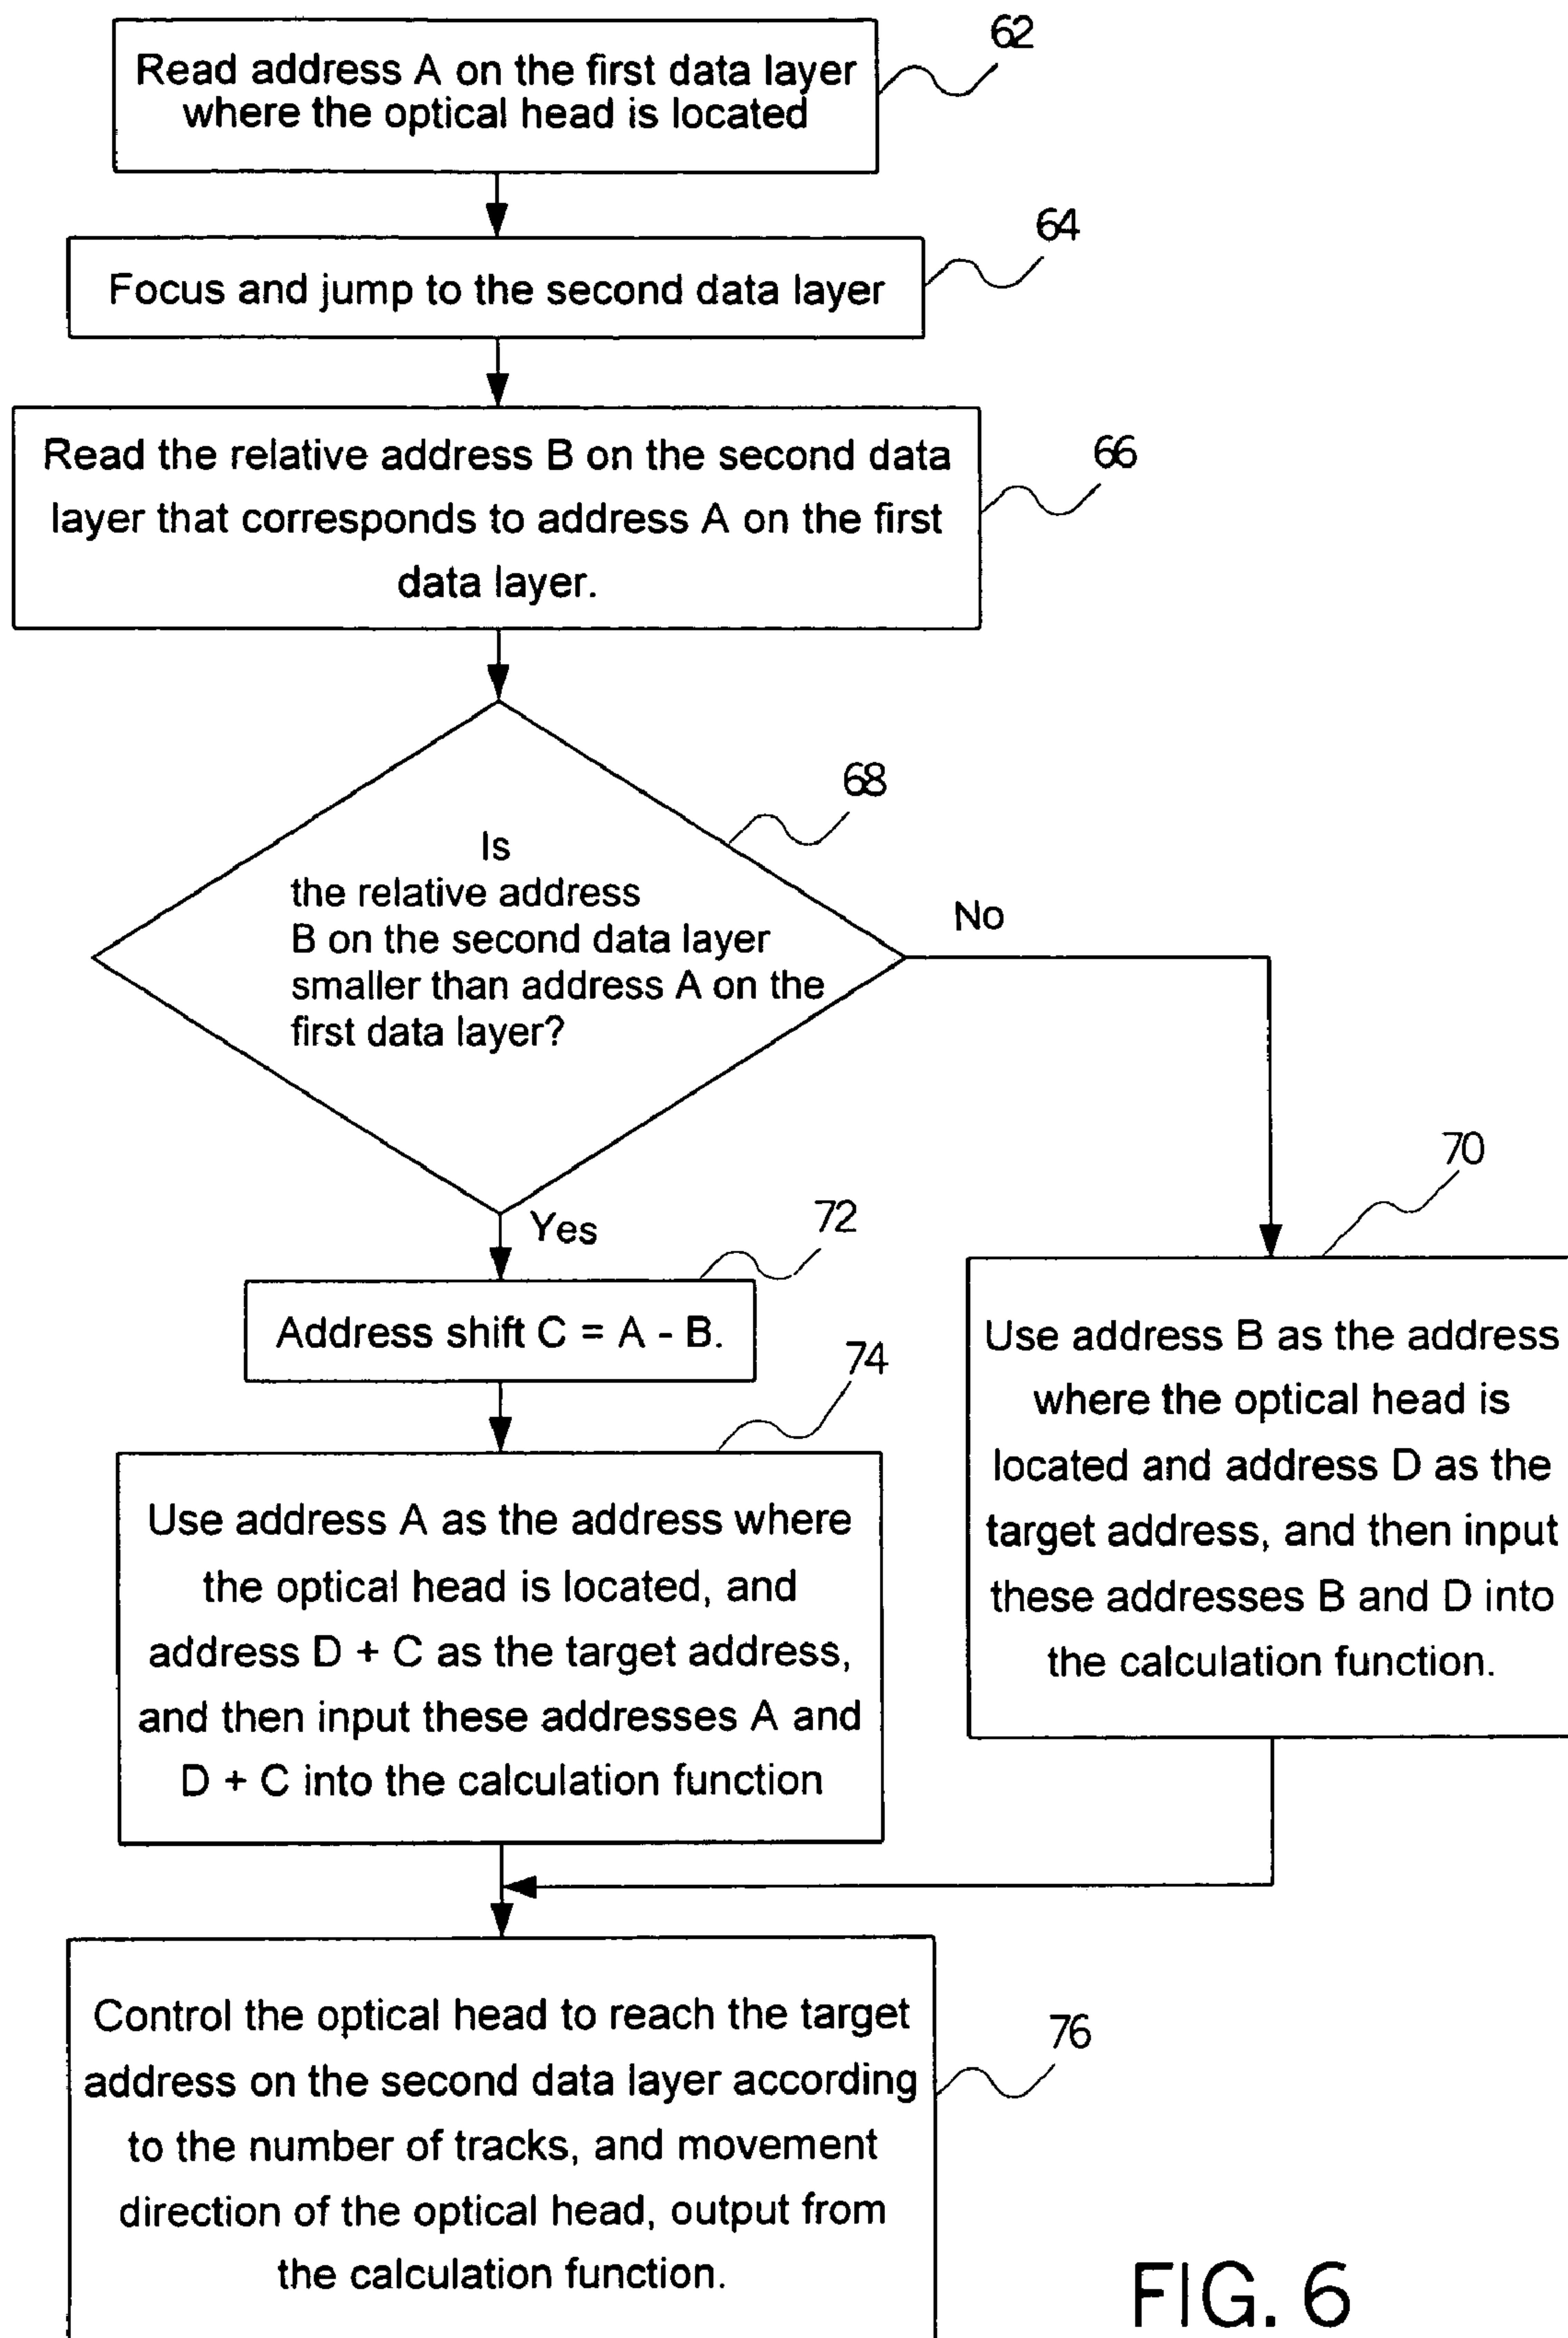 62
Read address A on the first data layer
where the optical head is located
64
Focus and jump to the second data layer
66
Read the relative address B on the second data
layer that corresponds to address A on the first
data layer.
68
Is
the relative address
B on the second data layer
smaller than address A on the
first data layer?
No
Yes
72
Address shift C = A - B.
74
Use address A as the address where
the optical head is located, and
address D + C as the target address,
and then input these addresses A and
D + C into the calculation function
70
Use address B as the address
where the optical head is
located and address D as the
target address, and then input
these addresses B and D into
the calculation function.
76
Control the optical head to reach the target
address on the second data layer according
to the number of tracks, and movement
direction of the optical head, output from
the calculation function.
FIG. 6